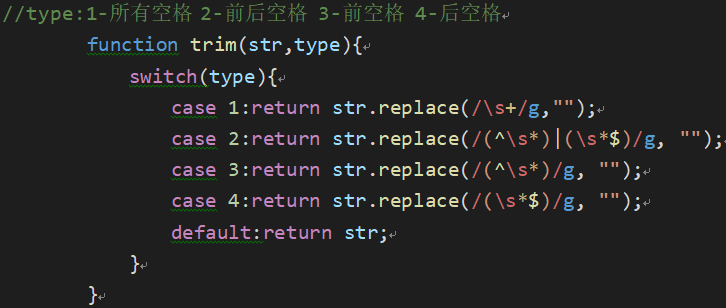 //type:1-所有空格 2-前后空格 3-前空格 4-后空格↵
function trim(str,type){↵
switch(type){↵
case 1:return str.replace(/\s+/g,"");↵
case 2:return str.replace(/(^\s*)|(\s*$)/g, "");↵
case 3:return str.replace(/(^\s*)/g, "");↵
case 4:return str.replace(/(\s*$)/g, "");↵
default:return str;↵
}↵
}↵